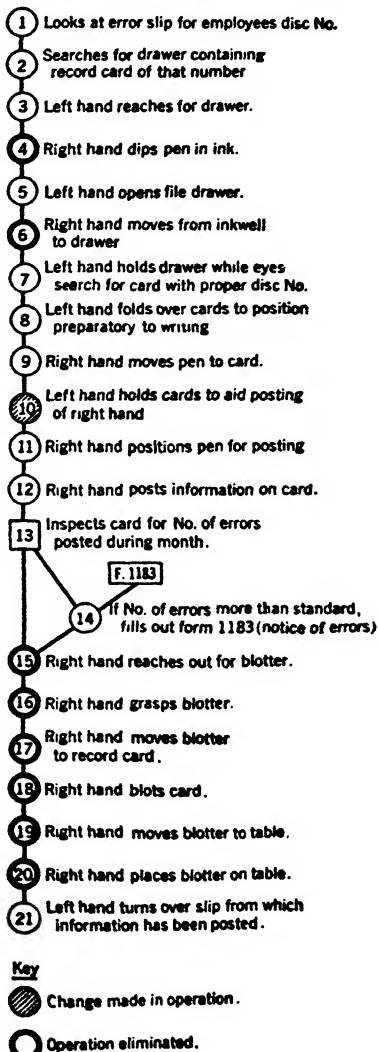 1 Looks at error slip for employees disc No.
2 Searches for drawer containing
record card of that number
3 Left hand reaches for drawer.
4 Right hand dips pen in ink.
5 Left hand opens file drawer.
6 Right hand moves from inkwell
to drawer
7 Left hand holds drawer while eyes
search for card with proper disc No.
8 Left hand folds over cards to position
preparatory to writing
9 Right hand moves pen to card.
10 Left hand holds cards to aid posting
of right hand
11 Right hand positions pen for posting
12 Right hand posts information on card.
13 Inspects card for No. of errors
posted during month.
F. 1183
14 If No. of errors more than standard,
fills out form 1183 (notice of errors)
15 Right hand reaches out for blotter.
16 Right hand grasps blotter.
17 Right hand moves blotter
to record card.
18 Right hand blots card.
19 Right hand moves blotter to table.
20 Right hand places blotter on table.
21 Left hand turns over slip from which
information has been posted.
Key
Change made in operation.
Operation eliminated.